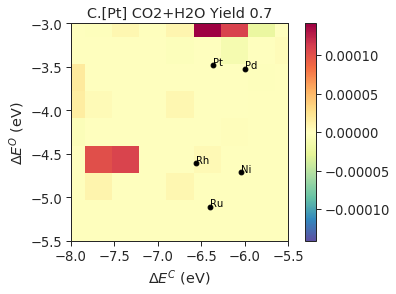 C.[Pt] CO2+H2O Yield 0.7
−3.0
−3.5
−4.0
−4.5
−5.0
−5.5
ΔE^O (eV)
Pt
Pd
Rh
Ni
Ru
−8.0 −7.5 −7.0 −6.5 −6.0 −5.5
ΔE^C (eV)
0.00010
0.00005
0.00000
−0.00005
−0.00010